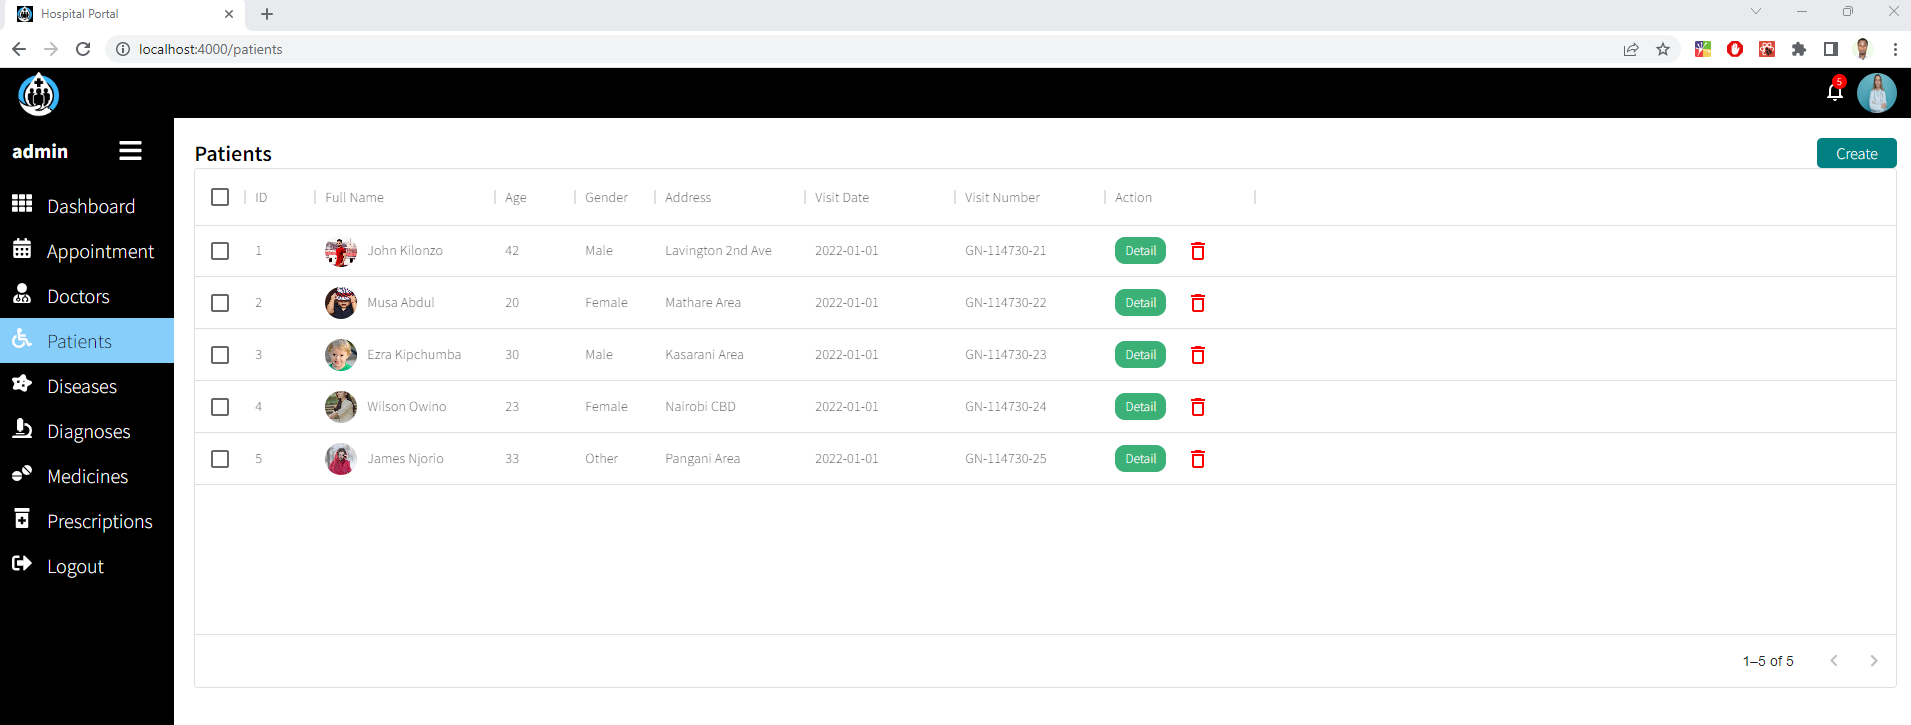 Hospital Portal
localhost:4000/patients
5
admin
Patients
Create
Dashboard
Appointment
Doctors
Patients
Diseases
Diagnoses
Medicines
Prescriptions
Logout
ID Full Name Age Gender Address Visit Date Visit Number Action
1 John Kilonzo 42 Male Lavington 2nd Ave 2022-01-01 GN-114730-21 Detail
2 Musa Abdul 20 Female Mathare Area 2022-01-01 GN-114730-22 Detail
3 Ezra Kipchumba 30 Male Kasarani Area 2022-01-01 GN-114730-23 Detail
4 Wilson Owino 23 Female Nairobi CBD 2022-01-01 GN-114730-24 Detail
5 James Njorio 33 Other Pangani Area 2022-01-01 GN-114730-25 Detail
1–5 of 5